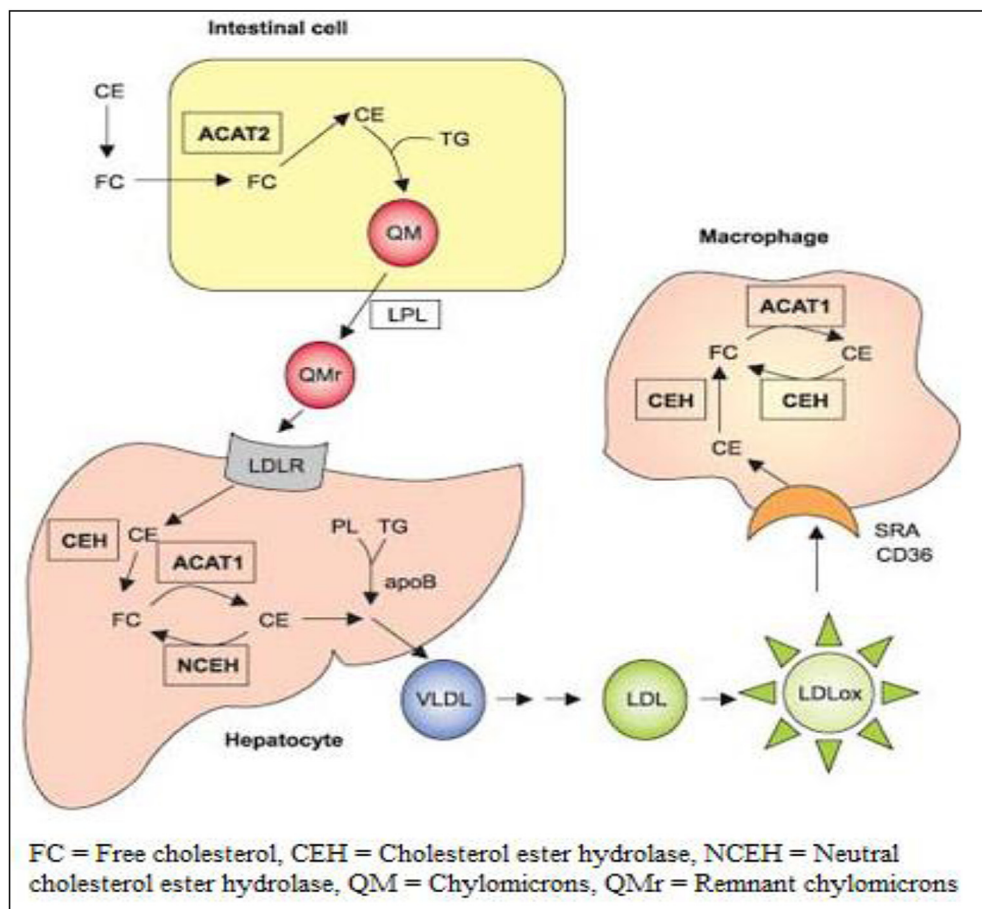 Intestinal cell
CE
ACAT2
CE
TG
FC
FC
QM
LPL
QMr
LDLR
Macrophage
ACAT1
FC
CE
CEH
CEH
CE
SRA
CD36
CEH
CE
PL
TG
ACAT1
apoB
FC
CE
NCEH
VLDL
LDL
LDLox
Hepatocyte
FC = Free cholesterol, CEH = Cholesterol ester hydrolase, NCEH = Neutral
cholesterol ester hydrolase, QM = Chylomicrons, QMr = Remnant chylomicrons